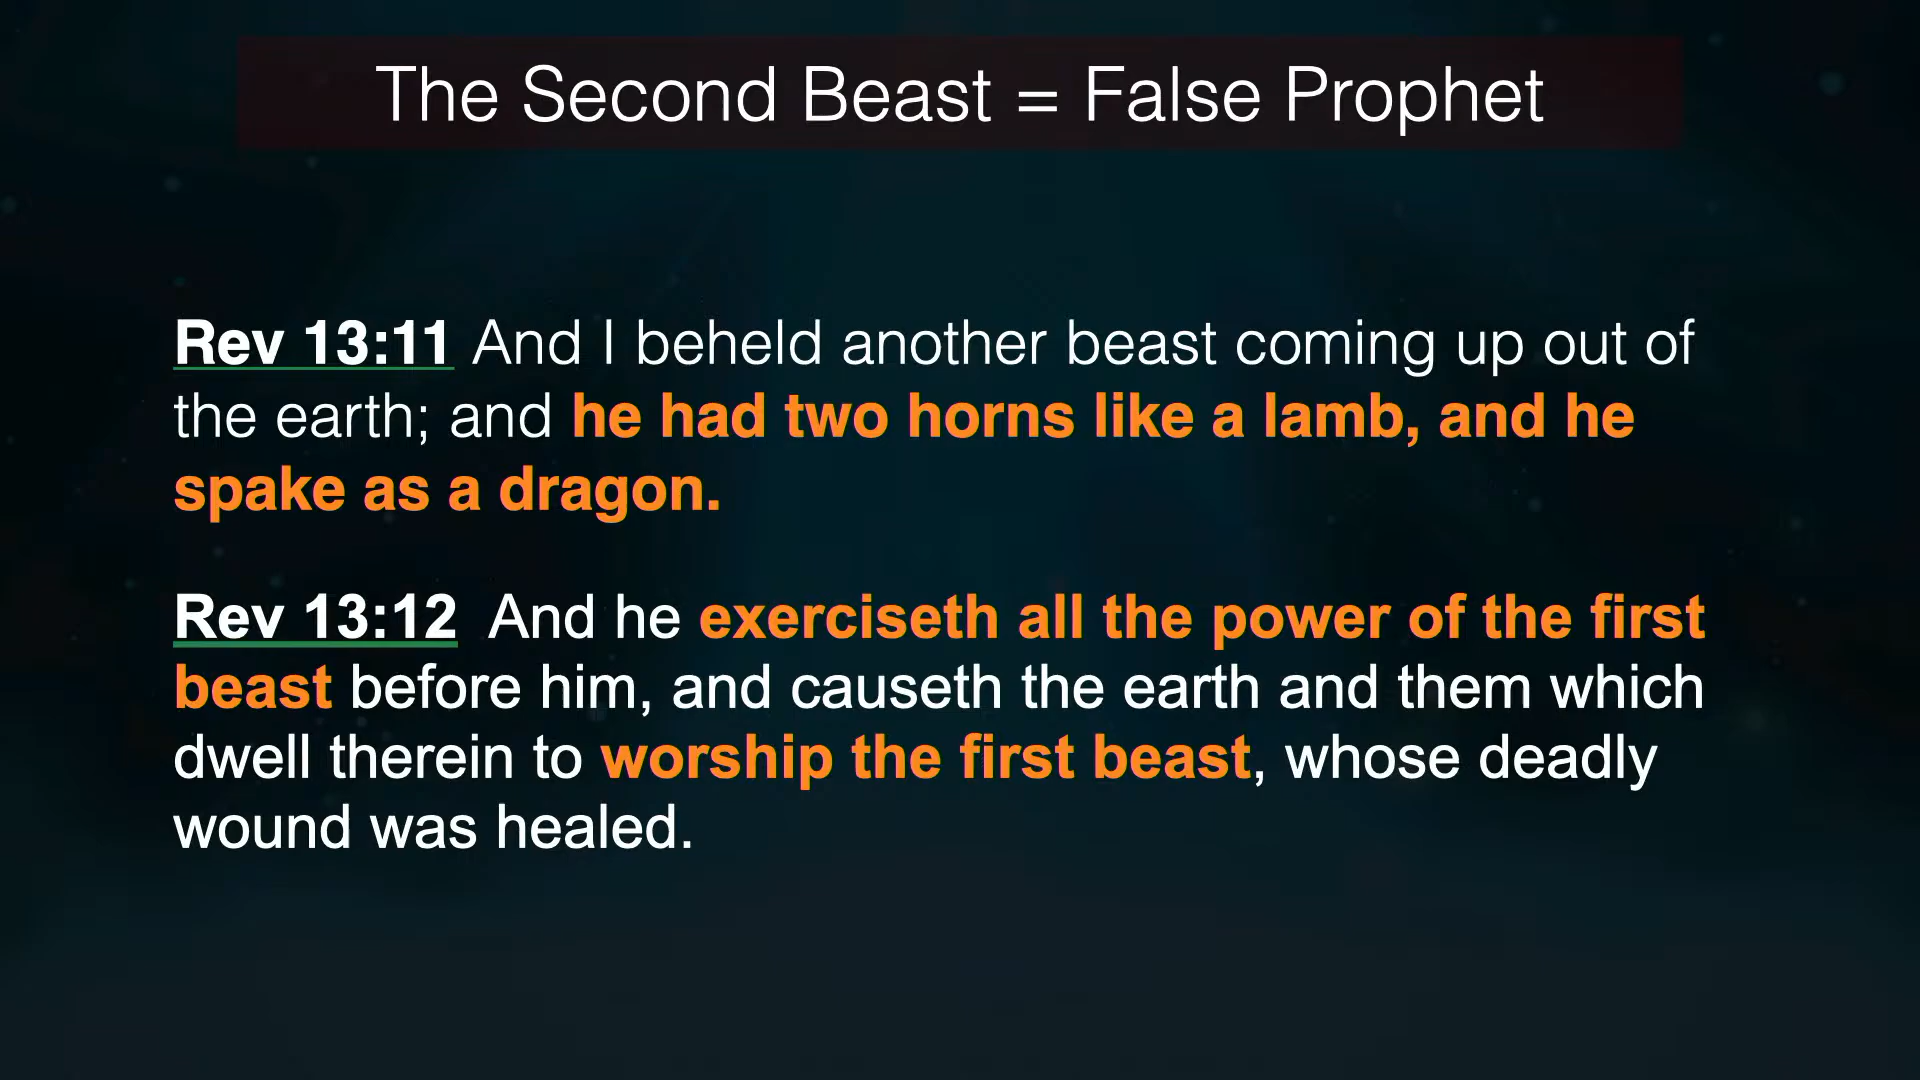 The Second Beast = False Prophet
Rev 13:11 And I beheld another beast coming up out of
the earth; and he had two horns like a lamb, and he
spake as a dragon.
Rev 13:12 And he exerciseth all the power of the first
beast before him, and causeth the earth and them which
dwell therein to worship the first beast, whose deadly
wound was healed.